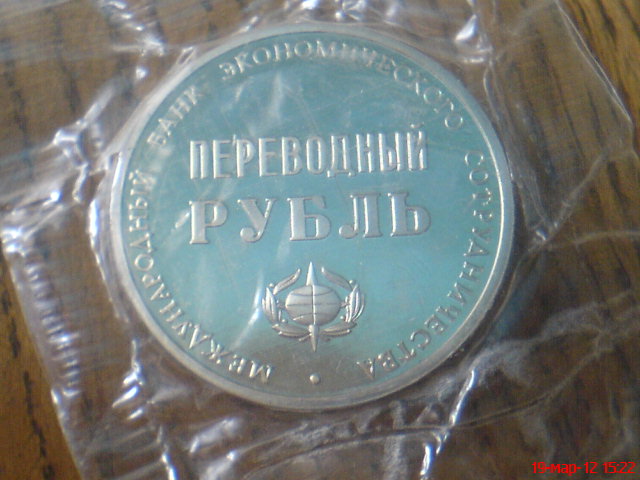 МЕЖДУНАРОДНЫЙ БАНК ЭКОНОМИЧЕСКОГО СОТРУДНИЧЕСТВА
ПЕРЕВОДНЫЙ
РУБЛЬ
19-мар-12 15:22